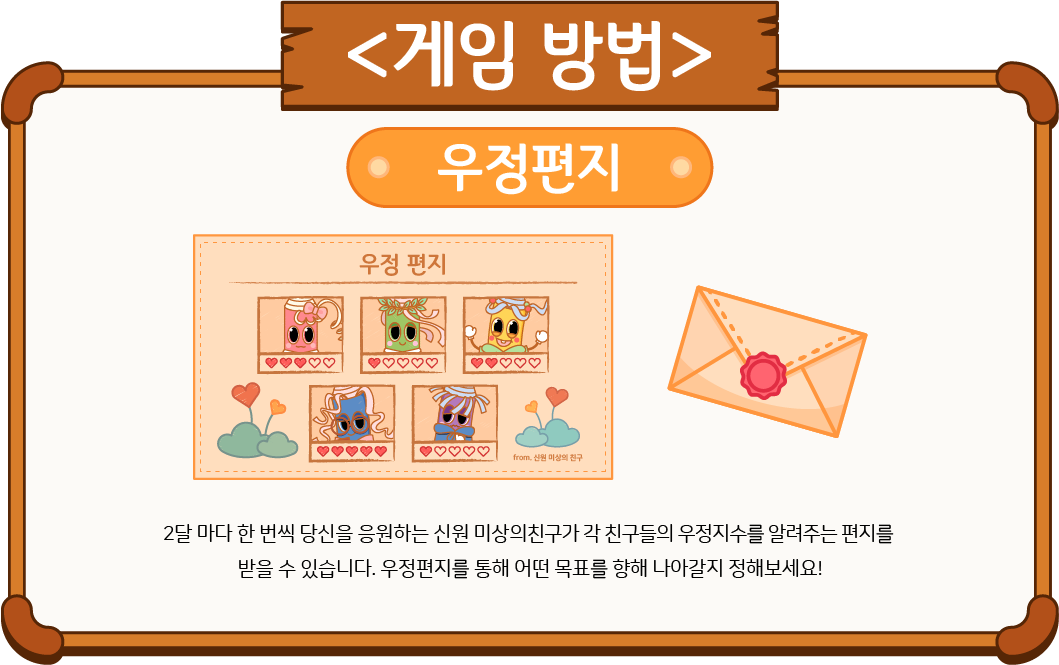 <게임 방법>
우정편지
우정 편지
from. 신원 미상의 친구
2달 마다 한 번씩 당신을 응원하는 신원 미상의친구가 각 친구들의 우정지수를 알려주는 편지를
받을 수 있습니다. 우정편지를 통해 어떤 목표를 향해 나아갈지 정해보세요!